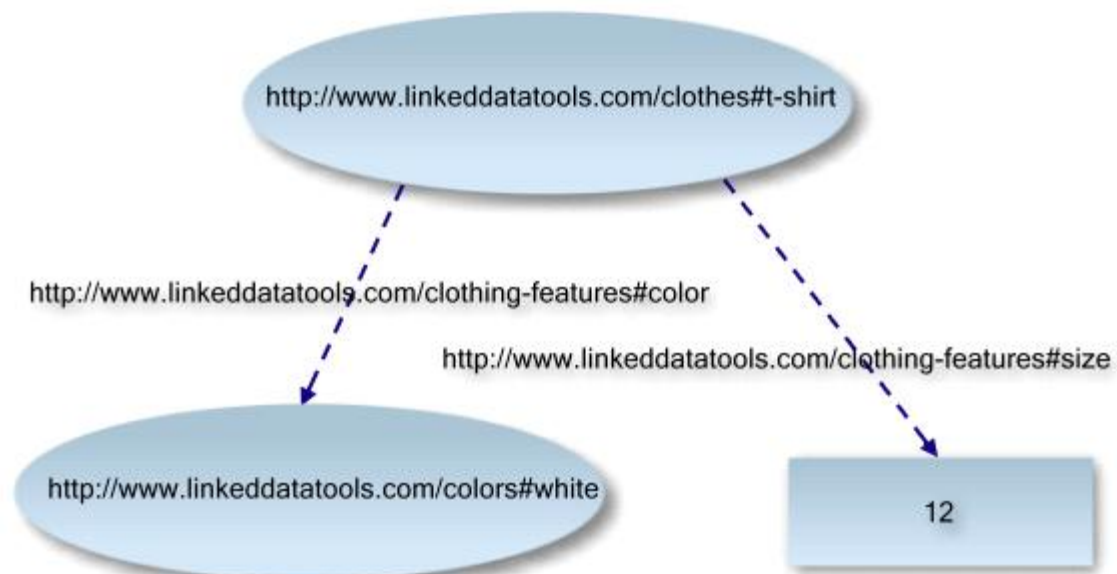 http://www.linkeddatatools.com/clothes#t-shirt
http://www.linkeddatatools.com/clothing-features#color
http://www.linkeddatatools.com/clothing-features#size
http://www.linkeddatatools.com/colors#white
12